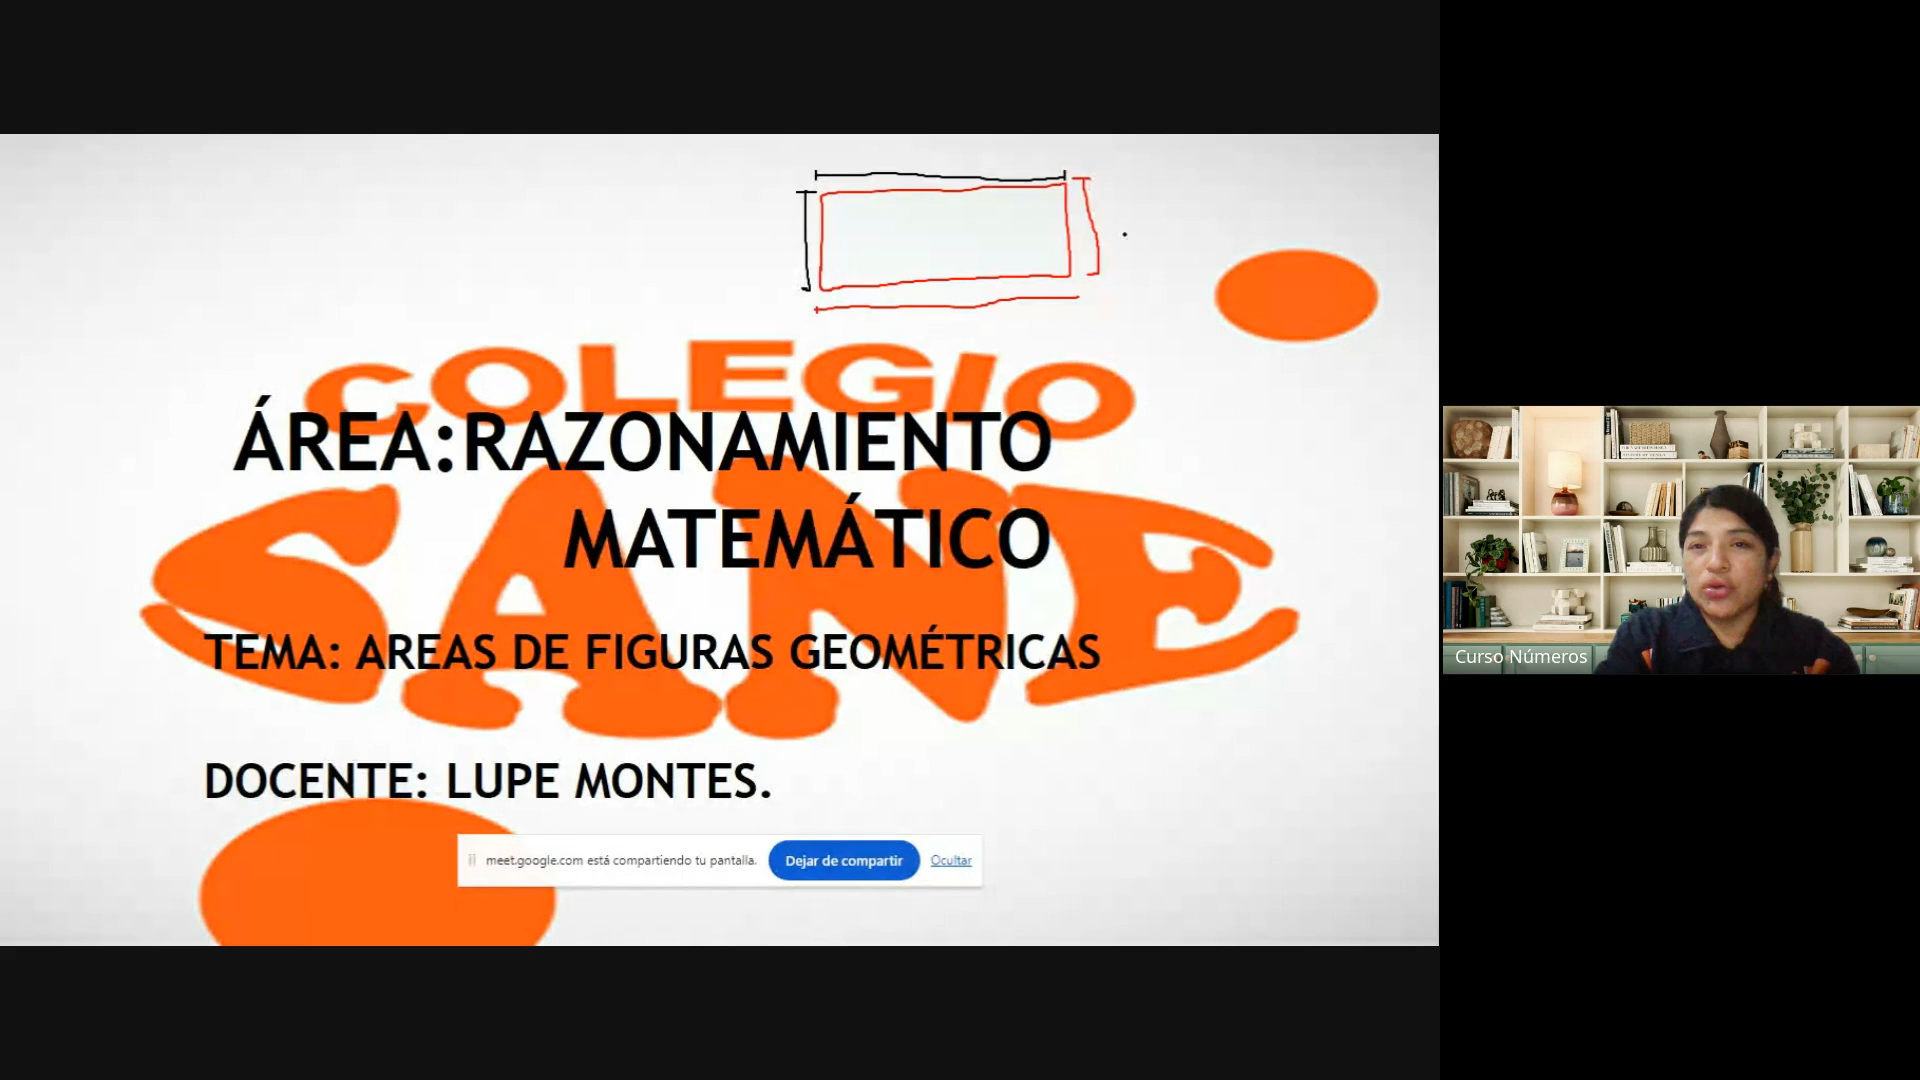 COLEGIO
SANE
ÁREA:RAZONAMIENTO
MATEMÁTICO
TEMA: AREAS DE FIGURAS GEOMÉTRICAS
DOCENTE: LUPE MONTES.
meet.google.com está compartiendo tu pantalla.
Dejar de compartir
Ocultar
Curso Números